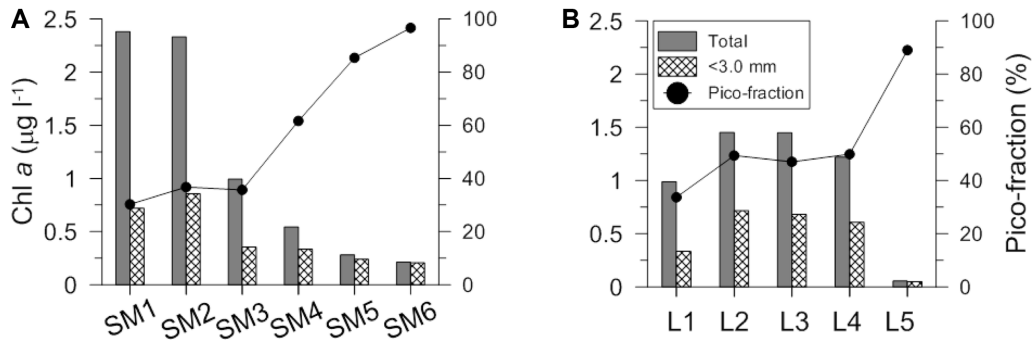 A
B
Chl a (µg l-1)
2.5
2
1.5
1
0.5
0
100
80
60
40
20
0
SM1 SM2 SM3 SM4 SM5 SM6
2.5
2
1.5
1
0.5
0
Total
<3.0 mm
Pico-fraction
100
80
60
40
20
0
L1 L2 L3 L4 L5
Pico-fraction (%)